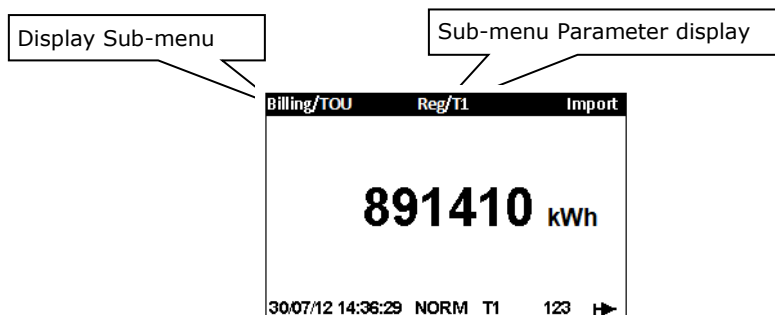 Display Sub-menu
Sub-menu Parameter display
Billing/TOU Reg/T1 Import
891410 kWh
30/07/12 14:36:29 NORM T1 123